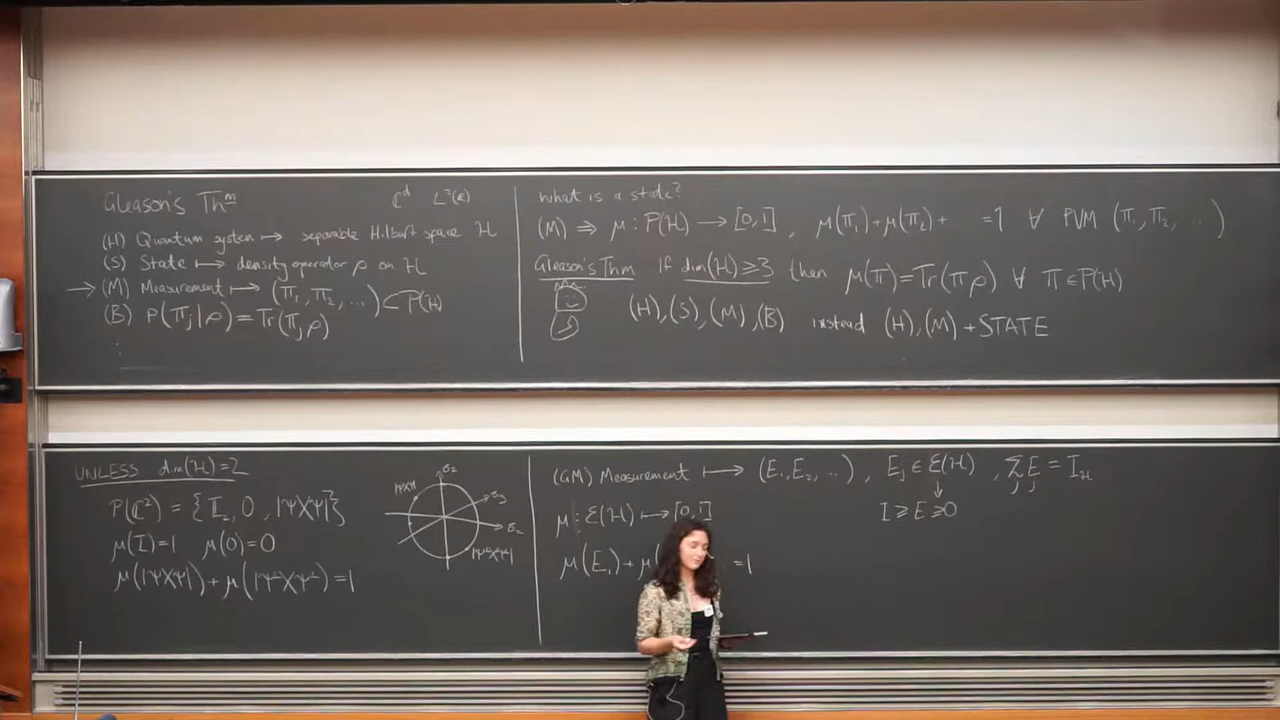 Gleason's Thᵐ ℂᵈ L²(ℝ)
(H) Quantum system ↦ separable Hilbert space ℋ
(S) State ↦ density operator ρ on ℋ
→ (M) Measurement ↦ (Π₁, Π₂, ...) ⊂ P(ℋ)
(B) P(Πⱼ|ρ) = Tr(Πⱼ ρ)
⋮
What is a state?
(M) ⇒ μ: P(ℋ) → [0,1], μ(Π₁)+μ(Π₂)+ =1 ∀ PVM (Π₁, Π₂, ...)
Gleason's Thm If dim(ℋ)≥3 then μ(Π)=Tr(Πρ) ∀ Π∈P(ℋ)
(H),(S),(M),(B) instead (H),(M)+STATE
UNLESS dim(ℋ)=2
P(ℂ²) = {I₂, 0, |ψ⟩⟨ψ|}
μ(I)=1 μ(0)=0
μ(|ψ⟩⟨ψ|)+μ(|ψ⊥⟩⟨ψ⊥|)=1
σz
|ψ⟩⟨ψ|
σy
σx
|ψ⊥⟩⟨ψ⊥|
(GM) Measurement ↦ (E₁,E₂,...), Eⱼ∈ℰ(ℋ), ∑ⱼ Eⱼ = I_ℋ
↓
I≥E≥0
μ: ℰ(ℋ) ↦ [0,1]
μ(E₁)+μ( =1